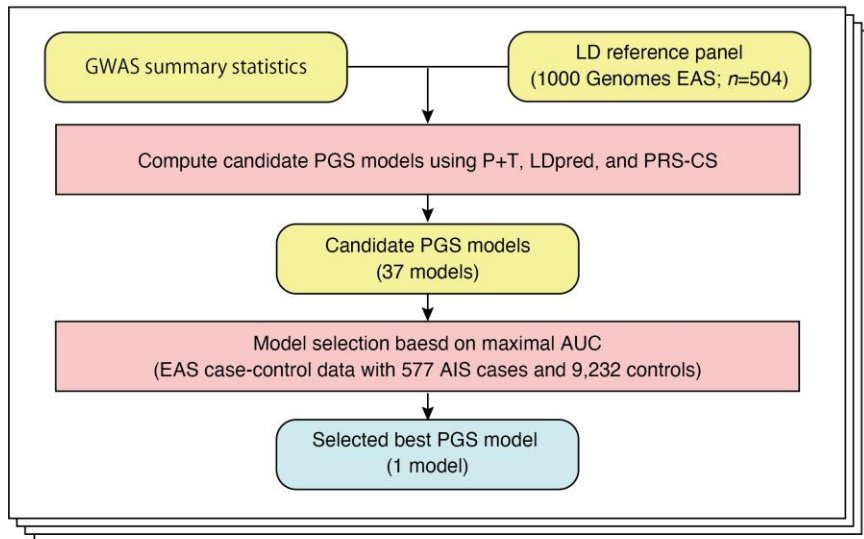 GWAS summary statistics
LD reference panel
(1000 Genomes EAS; n=504)
Compute candidate PGS models using P+T, LDpred, and PRS-CS
Candidate PGS models
(37 models)
Model selection baesd on maximal AUC
(EAS case-control data with 577 AIS cases and 9,232 controls)
Selected best PGS model
(1 model)